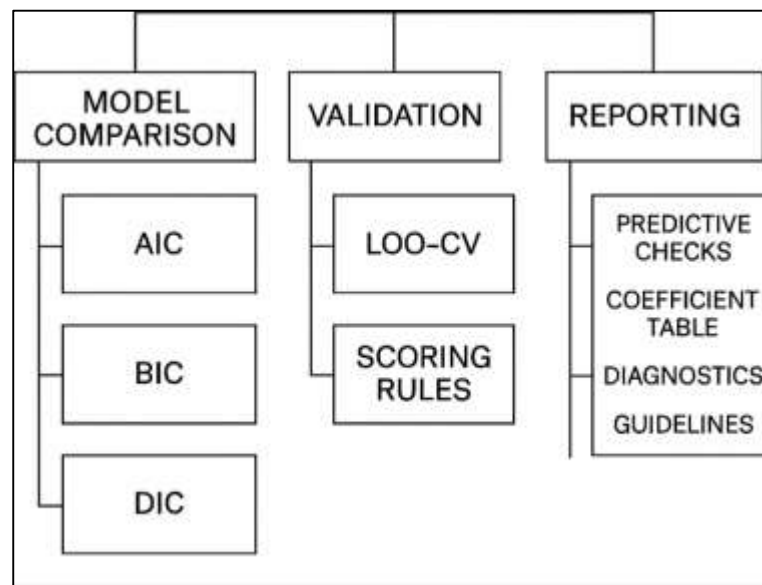 MODEL
COMPARISON
AIC
BIC
DIC
VALIDATION
LOO-CV
SCORING
RULES
REPORTING
PREDICTIVE
CHECKS
COEFFICIENT
TABLE
DIAGNOSTICS
GUIDELINES